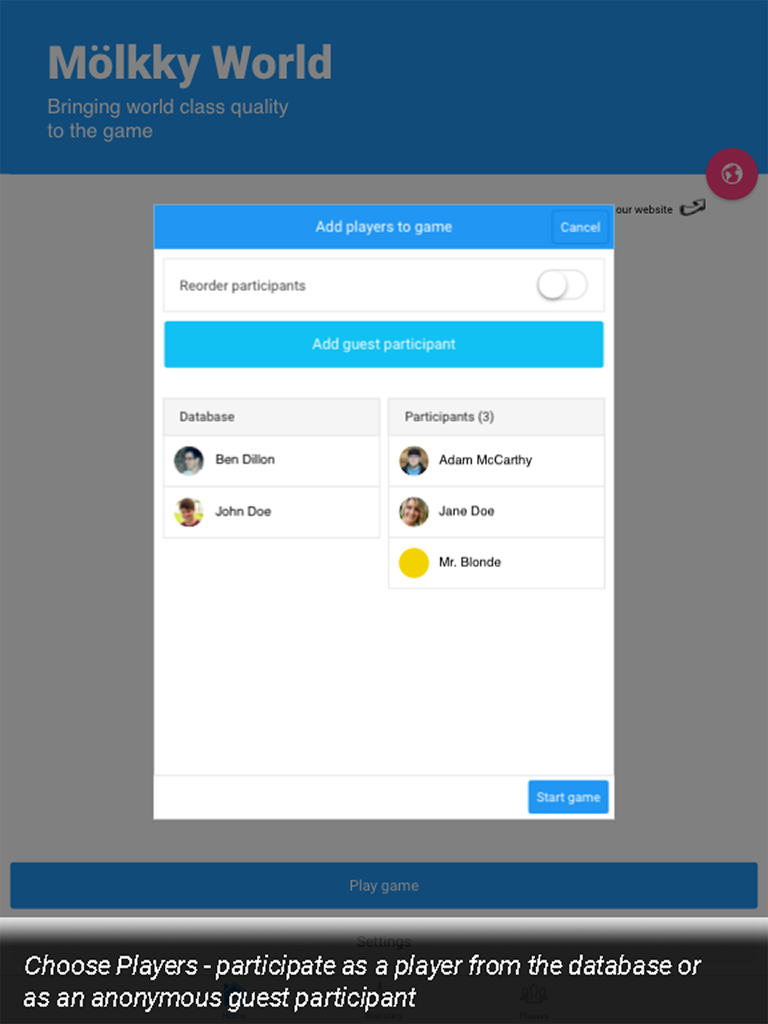 Mölkky World
Bringing world class quality
to the game
our website
Add players to game
Cancel
Reorder participants
Add guest participant
Database
Participants (3)
Ben Dillon
Adam McCarthy
John Doe
Jane Doe
Mr. Blonde
Start game
Play game
Settings
Choose Players - participate as a player from the database or
as an anonymous guest participant
Players